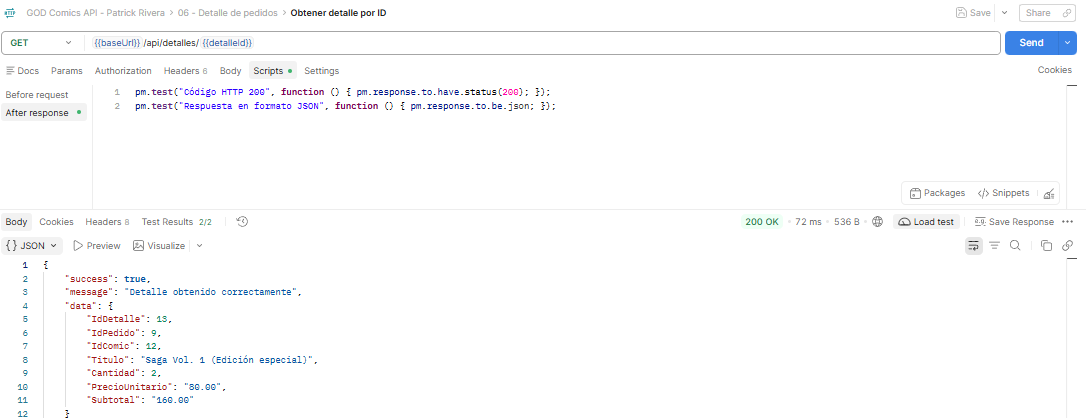 GOD Comics API - Patrick Rivera > 06 - Detalle de pedidos > Obtener detalle por ID
Save
Share
GET
{{baseUrl}} /api/detalles/ {{detalleId}}
Send
Docs
Params
Authorization
Headers 6
Body
Scripts
Settings
Cookies
Before request
After response
1 pm.test("Código HTTP 200", function () { pm.response.to.have.status(200); });
2 pm.test("Respuesta en formato JSON", function () { pm.response.to.be.json; });
Packages
Snippets
Body
Cookies
Headers 8
Test Results 2/2
200 OK • 72 ms • 536 B
Load test
Save Response
{} JSON
Preview
Visualize
1 {
2 "success": true,
3 "message": "Detalle obtenido correctamente",
4 "data": {
5 "IdDetalle": 13,
6 "IdPedido": 9,
7 "IdComic": 12,
8 "Titulo": "Saga Vol. 1 (Edición especial)",
9 "Cantidad": 2,
10 "PrecioUnitario": "80.00",
11 "Subtotal": "160.00"
12 }